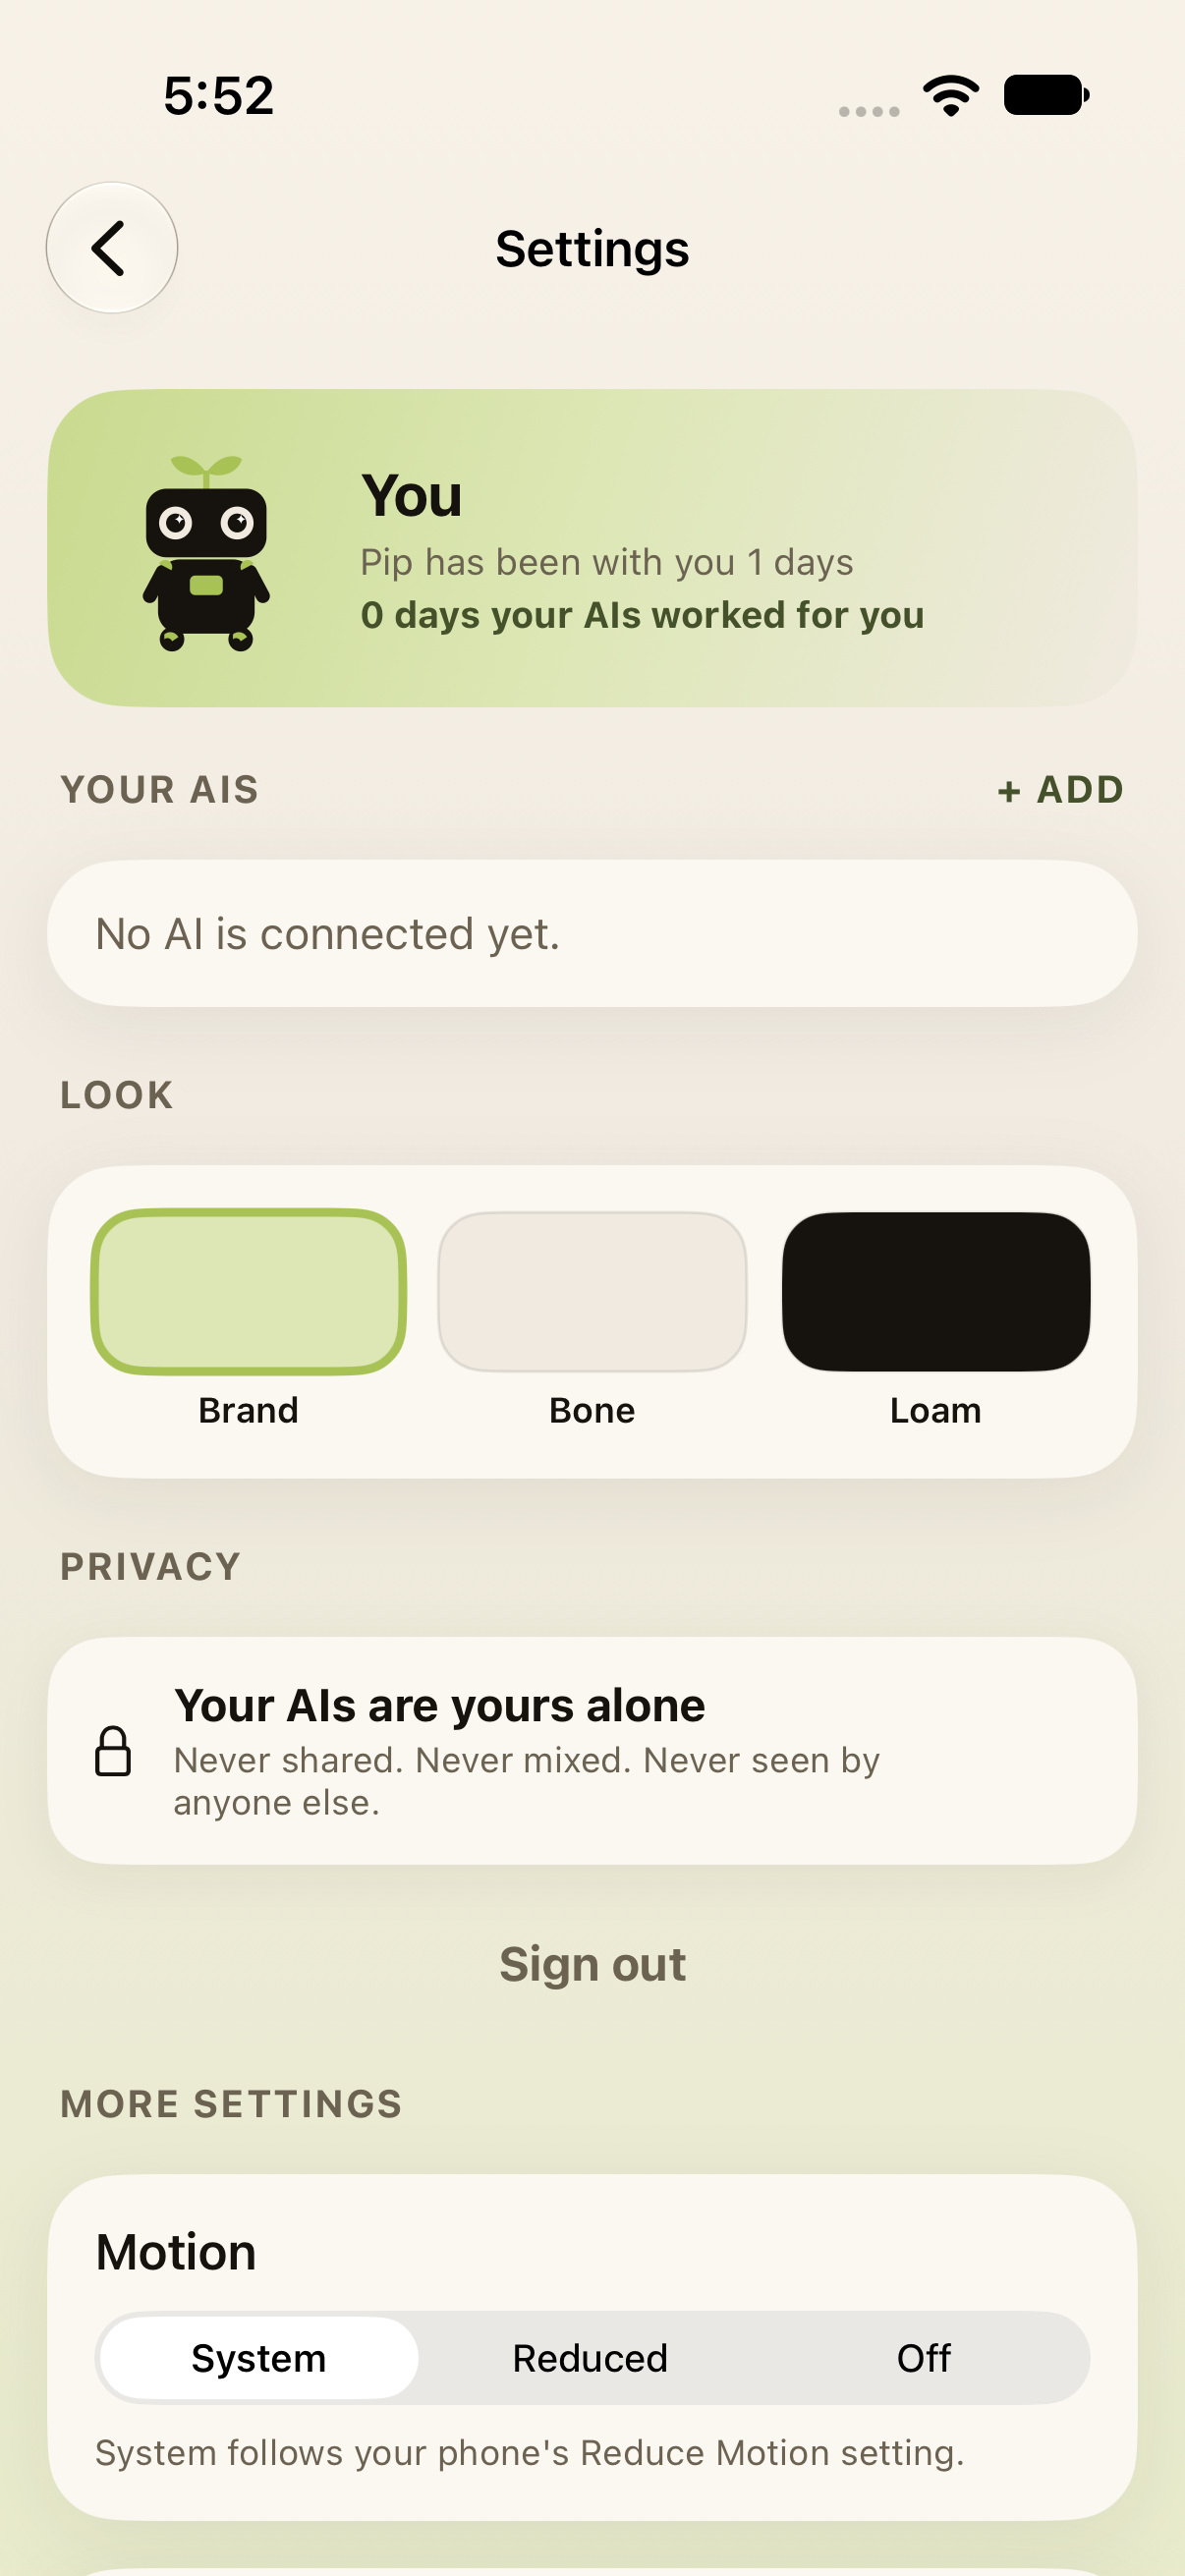 5:52
Settings
You
Pip has been with you 1 days
0 days your AIs worked for you
YOUR AIS
+ ADD
No AI is connected yet.
LOOK
Brand
Bone
Loam
PRIVACY
Your AIs are yours alone
Never shared. Never mixed. Never seen by
anyone else.
Sign out
MORE SETTINGS
Motion
System
Reduced
Off
System follows your phone's Reduce Motion setting.